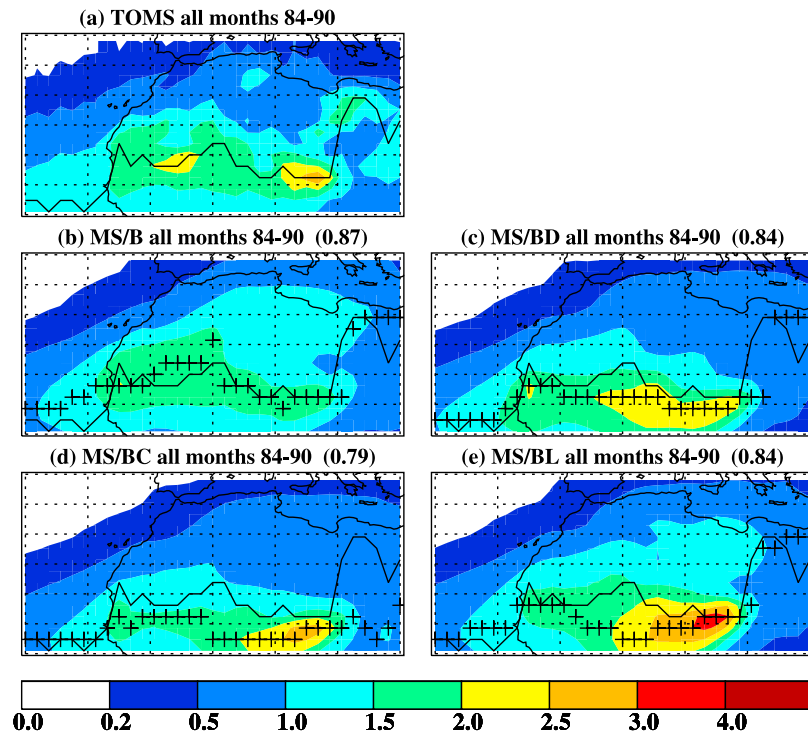 (a) TOMS all months 84-90
(b) MS/B all months 84-90 (0.87)
(c) MS/BD all months 84-90 (0.84)
(d) MS/BC all months 84-90 (0.79)
(e) MS/BL all months 84-90 (0.84)
0.0 0.2 0.5 1.0 1.5 2.0 2.5 3.0 4.0